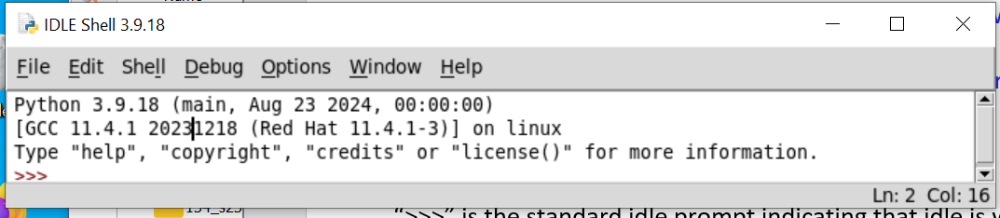 IDLE Shell 3.9.18
File Edit Shell Debug Options Window Help
Python 3.9.18 (main, Aug 23 2024, 00:00:00)
[GCC 11.4.1 20231218 (Red Hat 11.4.1-3)] on linux
Type "help", "copyright", "credits" or "license()" for more information.
>>>
Ln: 2 Col: 16
“>>>” is the standard idle prompt indicating that idle is